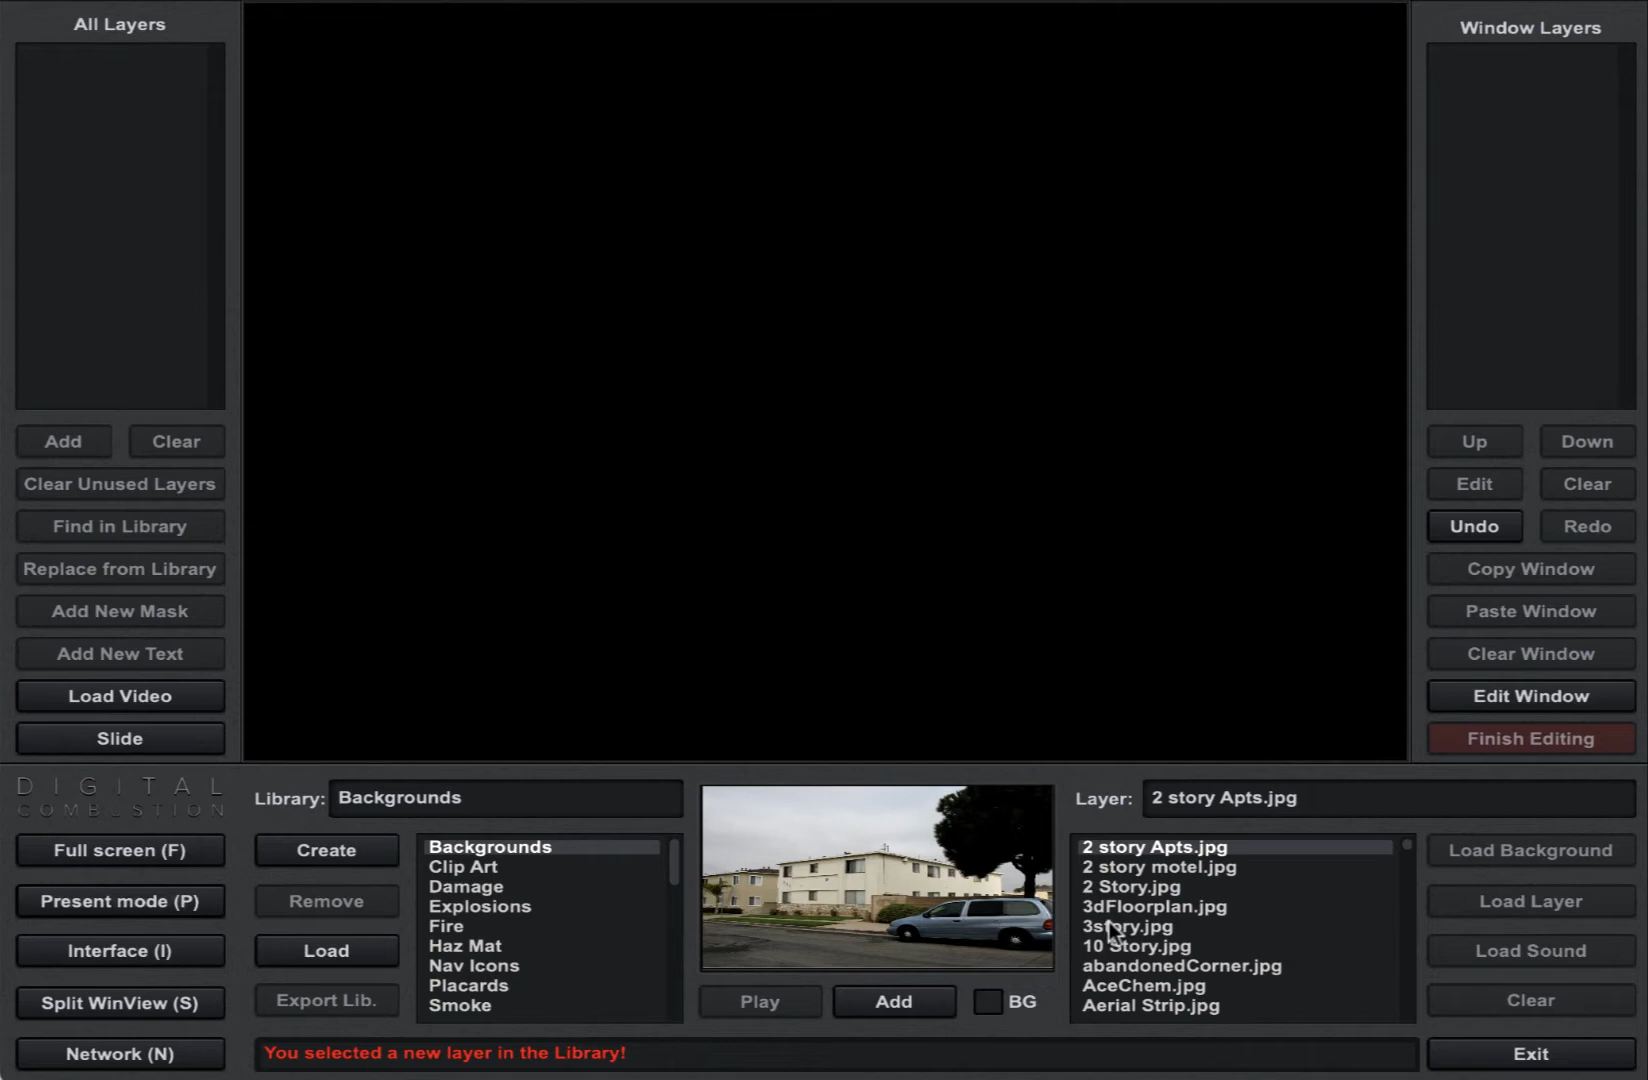 All Layers
Window Layers
Add
Clear
Clear Unused Layers
Find in Library
Replace from Library
Add New Mask
Add New Text
Load Video
Slide
Up
Down
Edit
Clear
Undo
Redo
Copy Window
Paste Window
Clear Window
Edit Window
Finish Editing
DIGITAL
COMBUSTION
Full screen (F)
Present mode (P)
Interface (I)
Split WinView (S)
Network (N)
Library: Backgrounds
Create
Remove
Load
Export Lib.
Backgrounds
Clip Art
Damage
Explosions
Fire
Haz Mat
Nav Icons
Placards
Smoke
Play
Add
BG
Layer: 2 story Apts.jpg
2 story Apts.jpg
2 story motel.jpg
2 Story.jpg
3dFloorplan.jpg
3story.jpg
10 Story.jpg
abandonedCorner.jpg
AceChem.jpg
Aerial Strip.jpg
Load Background
Load Layer
Load Sound
Clear
Exit
You selected a new layer in the Library!